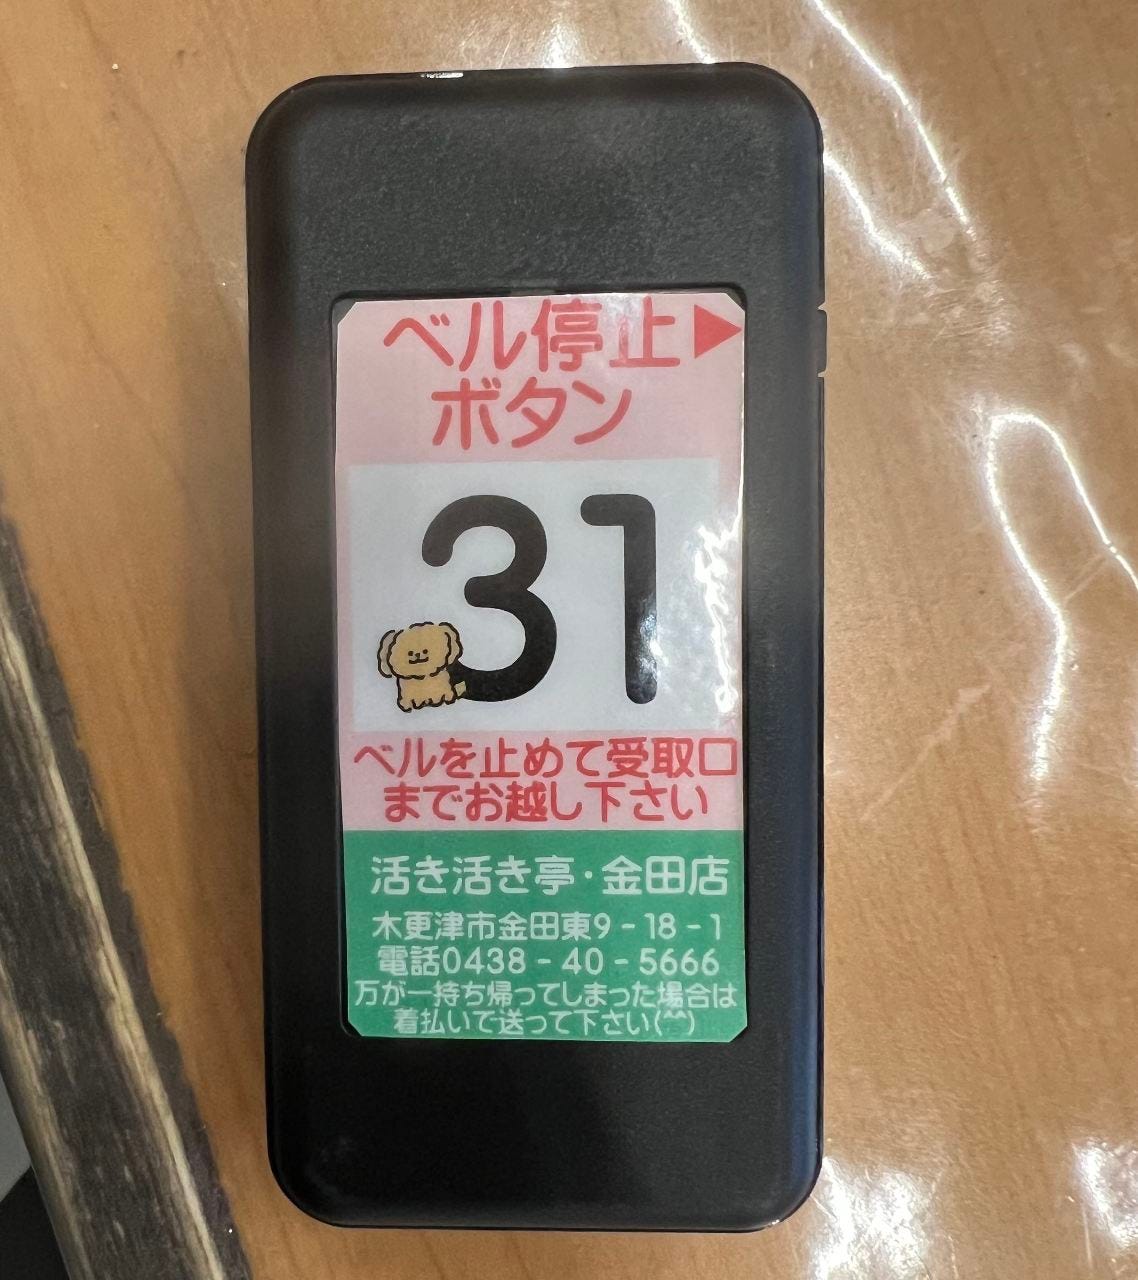 ベル停止▶
ボタン
31
ベルを止めて受取口
までお越し下さい
活き活き亭・金田店
木更津市金田東9-18-1
電話0438-40-5666
万が一持ち帰ってしまった場合は
着払いで送って下さい(^^)